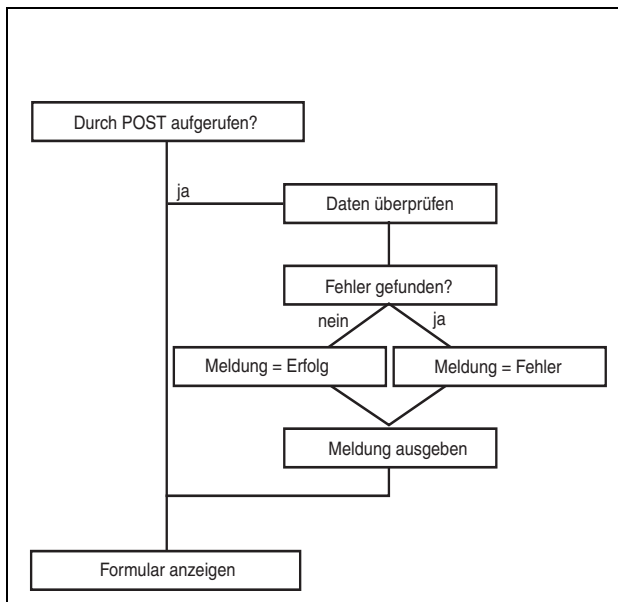 Durch POST aufgerufen?
ja
Daten überprüfen
Fehler gefunden?
nein
ja
Meldung = Erfolg
Meldung = Fehler
Meldung ausgeben
Formular anzeigen